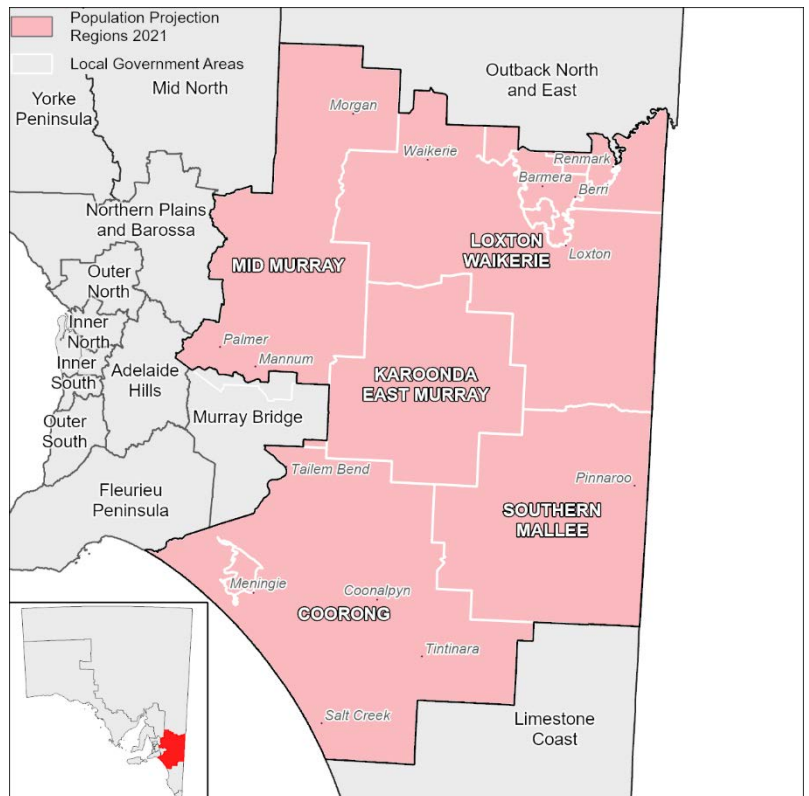 Population Projection
Regions 2021
Local Government Areas
Mid North
Outback North
and East
Yorke
Peninsula
Morgan
Waikerie
Renmark
Barmera
Berri
Northern Plains
and Barossa
LOXTON
WAIKERIE
Loxton
MID MURRAY
Outer
North
Inner
North
Palmer
Mannum
Inner
South
Adelaide
Hills
KAROONDA
EAST MURRAY
Murray Bridge
Outer
South
Tailem Bend
Pinnaroo
Fleurieu
Peninsula
SOUTHERN
MALLEE
Meningie
Coonalpyn
COORONG
Tintinara
Salt Creek
Limestone
Coast